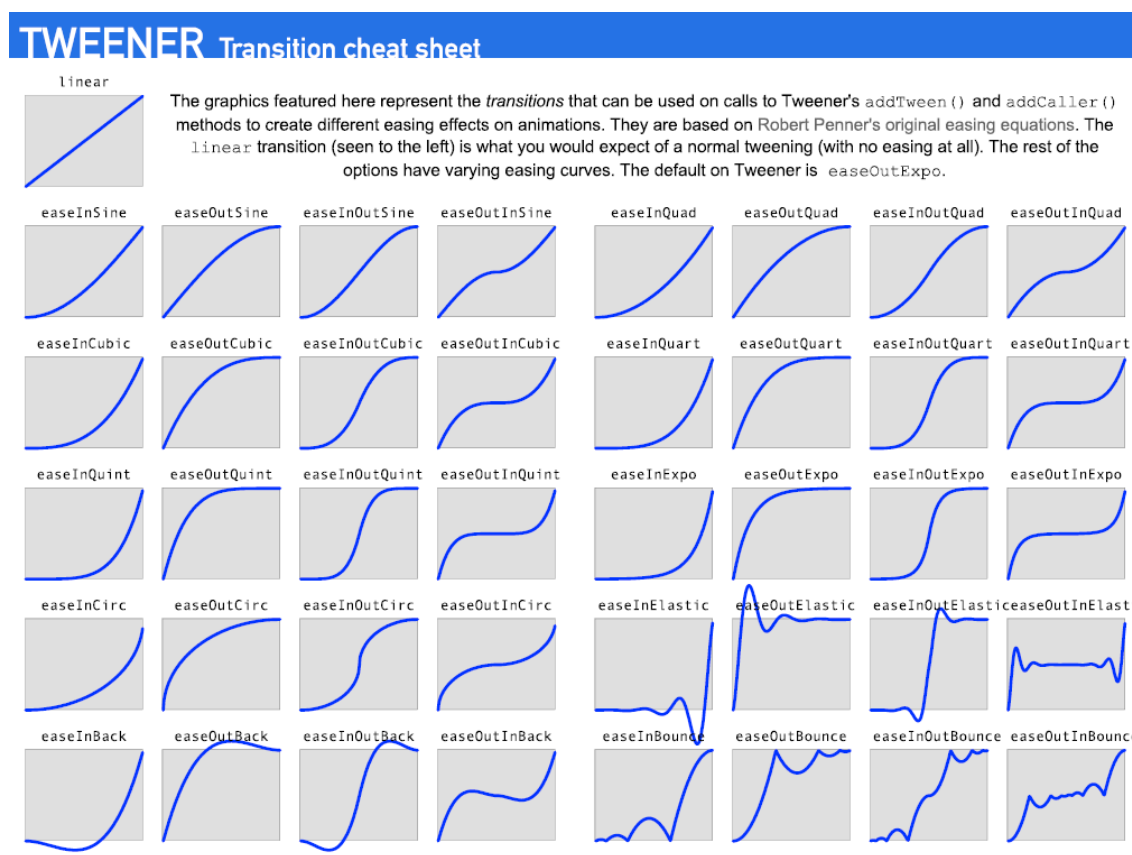 TWEENER Transition cheat sheet
linear
The graphics featured here represent the transitions that can be used on calls to Tweener's addTween() and addCaller()
methods to create different easing effects on animations. They are based on Robert Penner's original easing equations. The
linear transition (seen to the left) is what you would expect of a normal tweening (with no easing at all). The rest of the
options have varying easing curves. The default on Tweener is easeOutExpo.
easeInSine easeOutSine easeInOutSine easeOutInSine easeInQuad easeOutQuad easeInOutQuad easeOutInQuad
easeInCubic easeOutCubic easeInOutCubic easeOutInCubic easeInQuart easeOutQuart easeInOutQuart easeOutInQuart
easeInQuint easeOutQuint easeInOutQuint easeOutInQuint easeInExpo easeOutExpo easeInOutExpo easeOutInExpo
easeInCirc easeOutCirc easeInOutCirc easeOutInCirc easeInElastic easeOutElastic easeInOutElastic easeOutInElast
easeInBack easeOutBack easeInOutBack easeOutInBack easeInBounce easeOutBounce easeInOutBounce easeOutInBounc